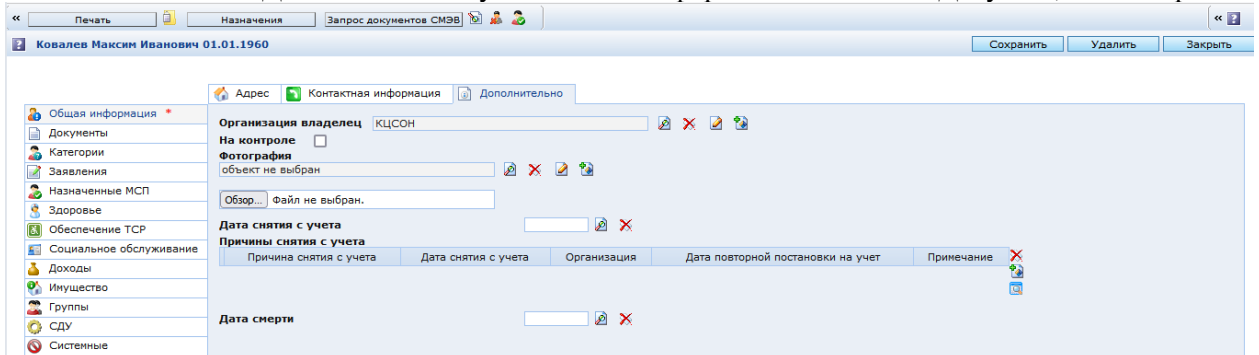 « Печать Назначения Запрос документов СМЭВ «
Ковалев Максим Иванович 01.01.1960 Сохранить Удалить Закрыть
Адрес Контактная информация Дополнительно
Общая информация *
Документы
Категории
Заявления
Назначенные МСП
Здоровье
Обеспечение ТСР
Социальное обслуживание
Доходы
Имущество
Группы
СДУ
Системные
Организация владелец КЦСОН
На контроле
Фотография
объект не выбран
Обзор... Файл не выбран.
Дата снятия с учета
Причины снятия с учета
Причина снятия с учета Дата снятия с учета Организация Дата повторной постановки на учет Примечание
Дата смерти